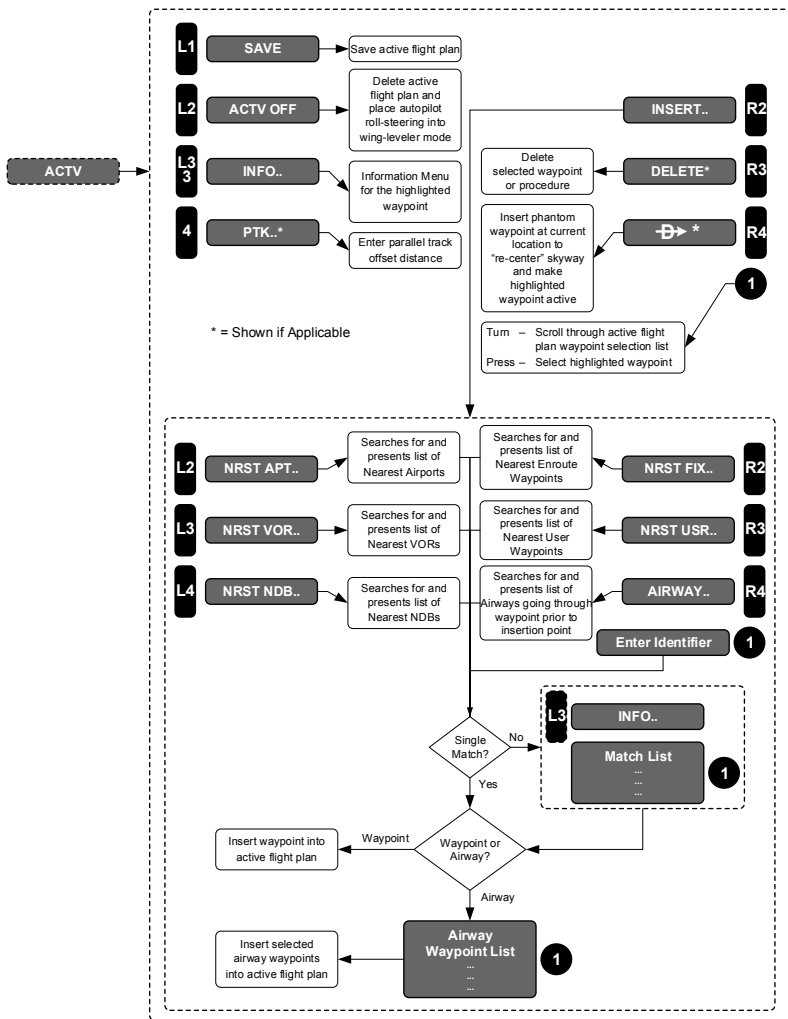 ACTV
L1
SAVE
Save active flight plan
L2
ACTV OFF
Delete active
flight plan and
place autopilot
roll-steering into
wing-leveler mode
L3
3
INFO..
Information Menu
for the highlighted
waypoint
4
PTK..*
Enter parallel track
offset distance
* = Shown if Applicable
INSERT..
R2
Delete
selected waypoint
or procedure
DELETE*
R3
Insert phantom
waypoint at current
location to
“re-center” skyway
and make
highlighted
waypoint active
D *
R4
1
Turn – Scroll through active flight
plan waypoint selection list
Press – Select highlighted waypoint
L2
NRST APT..
Searches for and
presents list of
Nearest Airports
Searches for and
presents list of
Nearest Enroute
Waypoints
NRST FIX..
R2
L3
NRST VOR..
Searches for and
presents list of
Nearest VORs
Searches for and
presents list of
Nearest User
Waypoints
NRST USR..
R3
L4
NRST NDB..
Searches for and
presents list of
Nearest NDBs
Searches for and
presents list of
Airways going through
waypoint prior to
insertion point
AIRWAY..
R4
Enter Identifier
1
Single
Match?
No
Yes
L3
INFO..
Match List
...
...
...
1
Waypoint or
Airway?
Waypoint
Insert waypoint into
active flight plan
Airway
Airway
Waypoint List
...
...
...
1
Insert selected
airway waypoints
into active flight plan